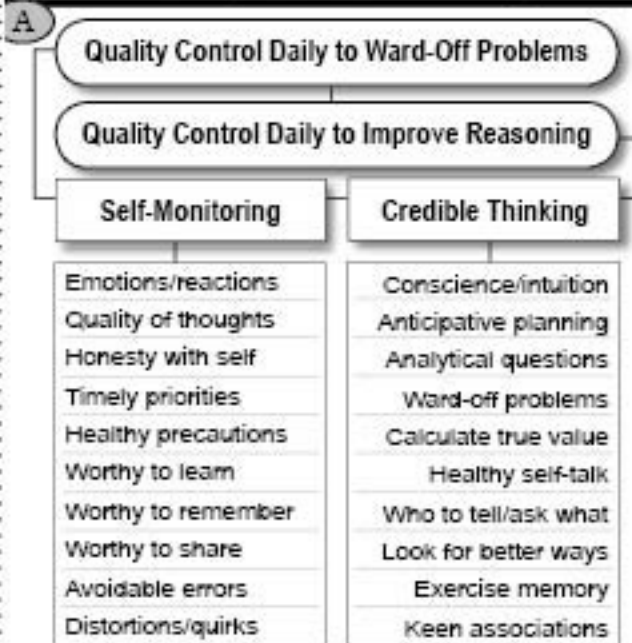 A
Quality Control Daily to Ward-Off Problems
Quality Control Daily to Improve Reasoning
Self-Monitoring
Emotions/reactions
Quality of thoughts
Honesty with self
Timely priorities
Healthy precautions
Worthy to learn
Worthy to remember
Worthy to share
Avoidable errors
Distortions/quirks
Credible Thinking
Conscience/intuition
Anticipative planning
Analytical questions
Ward-off problems
Calculate true value
Healthy self-talk
Who to tell/ask what
Look for better ways
Exercise memory
Keen associations